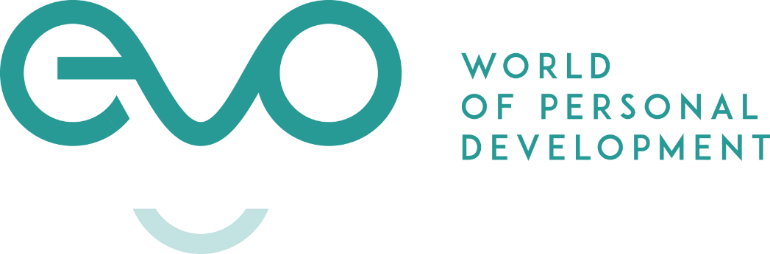 evo
WORLD
OF PERSONAL
DEVELOPMENT